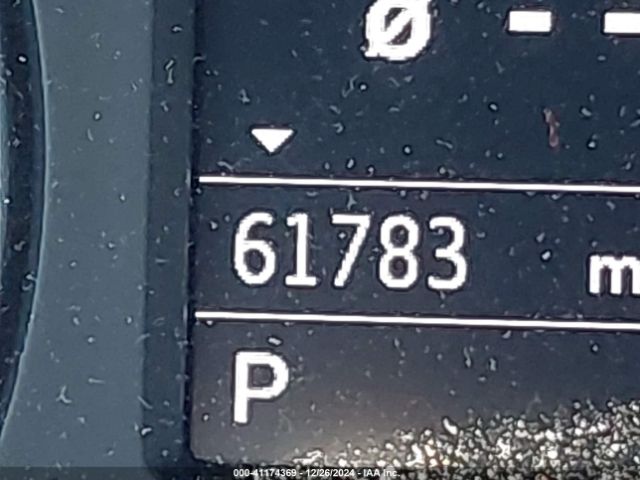 Ø --
61783 m
P
000-41174369 - 12/26/2024 - IAA Inc.